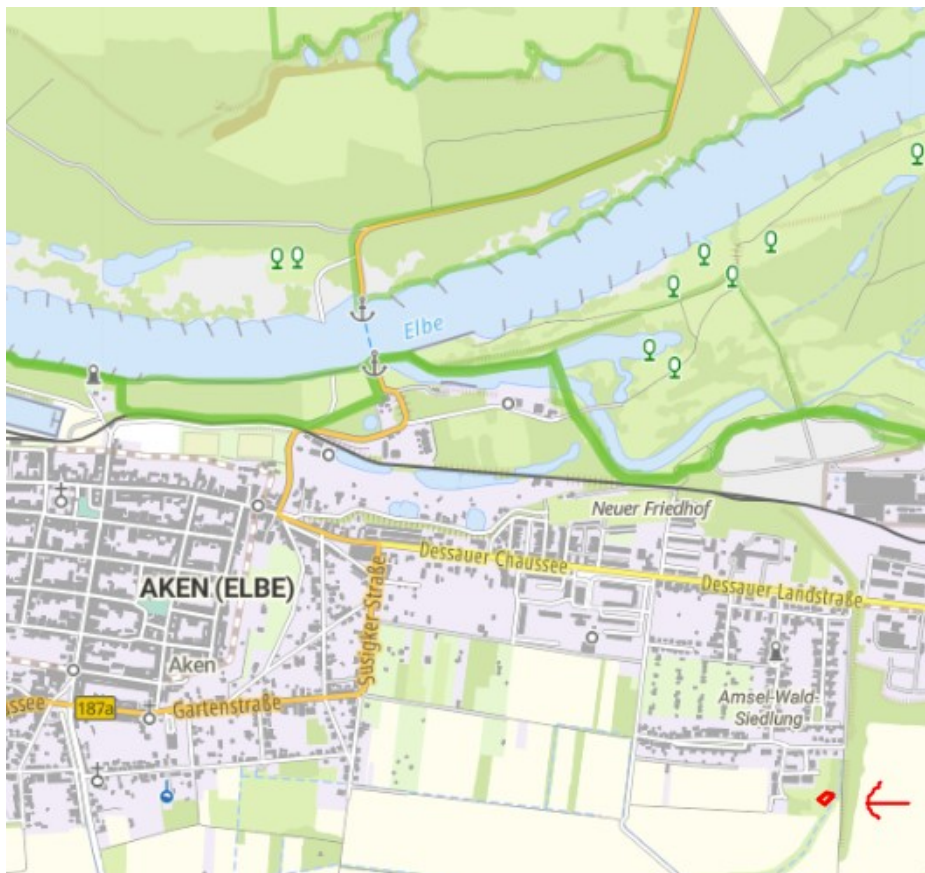 Elbe
Neuer Friedhof
Dessauer Chaussee
Dessauer Landstraße
AKEN (ELBE)
Susigker Straße
Aken
Amsel-Wald-
Siedlung
ssee
187a
Gartenstraße